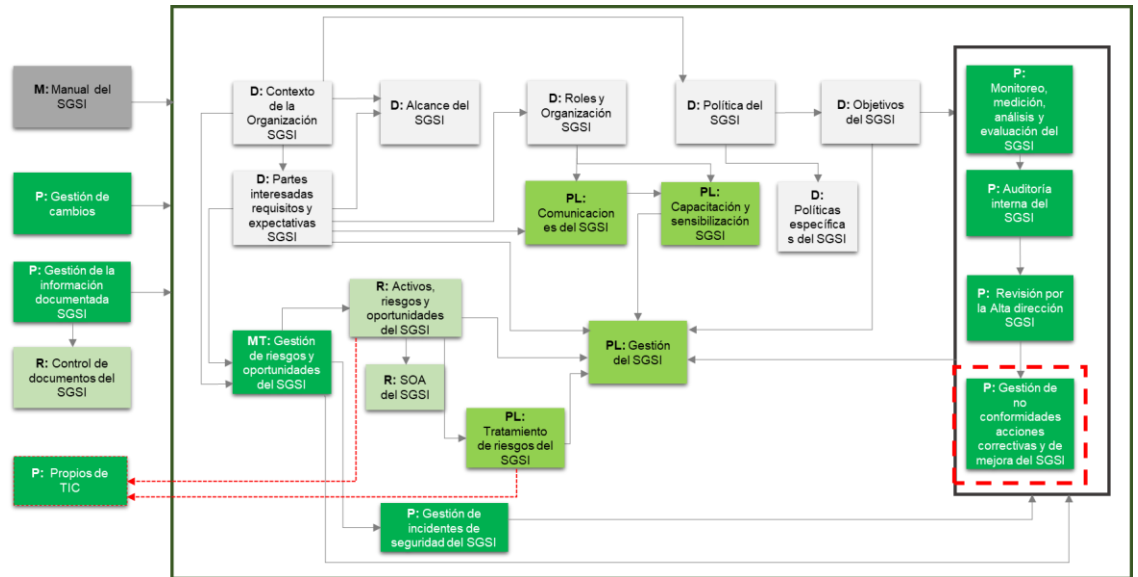 M: Manual del
SGSI
P: Gestión de
cambios
P: Gestión de la
información
documentada
SGSI
R: Control de
documentos del
SGSI
P: Propios de
TIC
D: Contexto
de la
Organización
SGSI
D: Alcance del
SGSI
D: Roles y
Organización
SGSI
D: Política del
SGSI
D: Objetivos
del SGSI
D: Partes
interesadas
requisitos y
expectativas
SGSI
PL:
Comunicacion
es del SGSI
PL:
Capacitación y
sensibilización
SGSI
D:
Políticas
específica
s del SGSI
R: Activos,
riesgos y
oportunidades
del SGSI
MT: Gestión
de riesgos y
oportunidades
del SGSI
R: SOA
del SGSI
PL: Gestión
del SGSI
PL:
Tratamiento
de riesgos del
SGSI
P: Gestión de
incidentes de
seguridad del SGSI
P:
Monitoreo,
medición,
análisis y
evaluación del
SGSI
P: Auditoría
interna del
SGSI
P: Revisión por
la Alta dirección
SGSI
P: Gestión de
no
conformidades
acciones
correctivas y de
mejora del SGSI